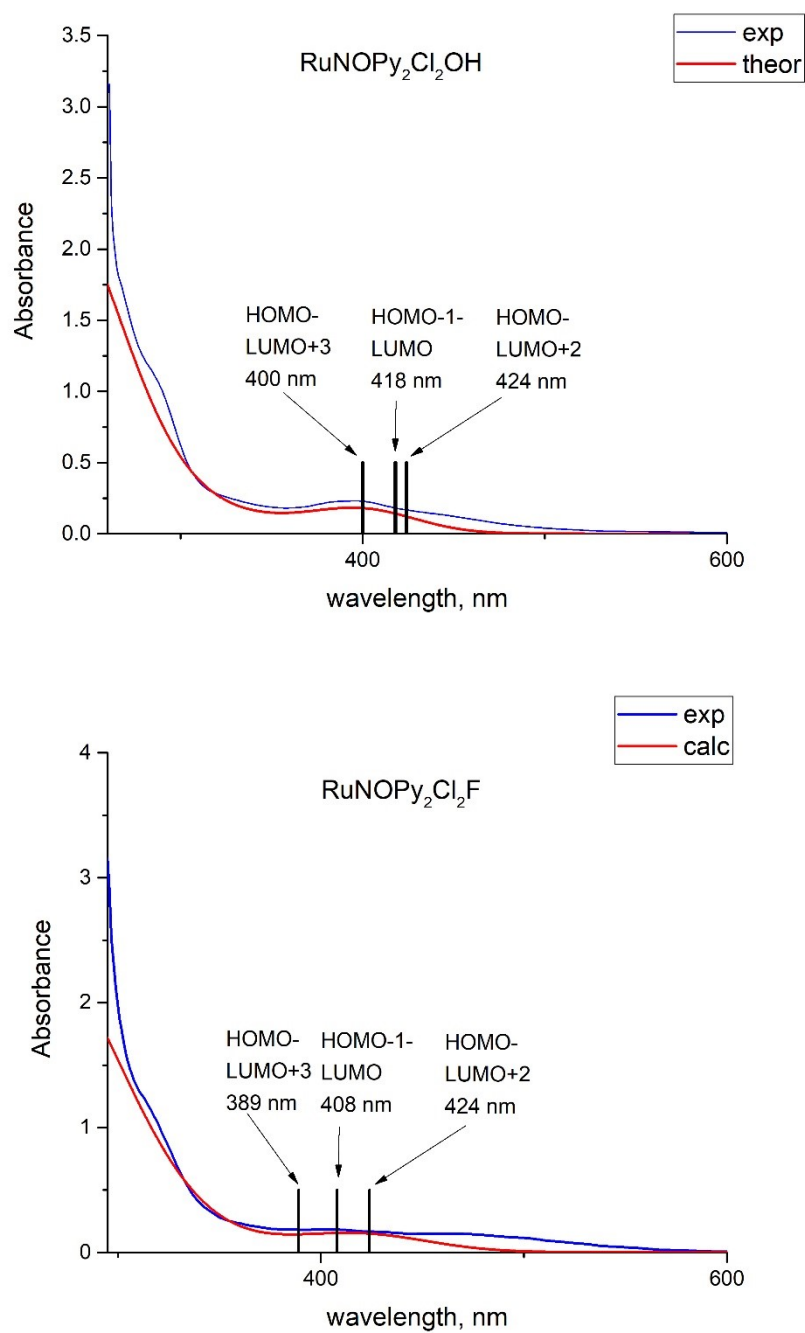 exp
theor
RuNOPy₂Cl₂OH
3.5
3.0
2.5
2.0
1.5
1.0
0.5
0.0
Absorbance
HOMO-
LUMO+3
400 nm
HOMO-1-
LUMO
418 nm
HOMO-
LUMO+2
424 nm
400
600
wavelength, nm
exp
calc
RuNOPy₂Cl₂F
4
3
2
1
0
Absorbance
HOMO-
LUMO+3
389 nm
HOMO-1-
LUMO
408 nm
HOMO-
LUMO+2
424 nm
400
600
wavelength, nm